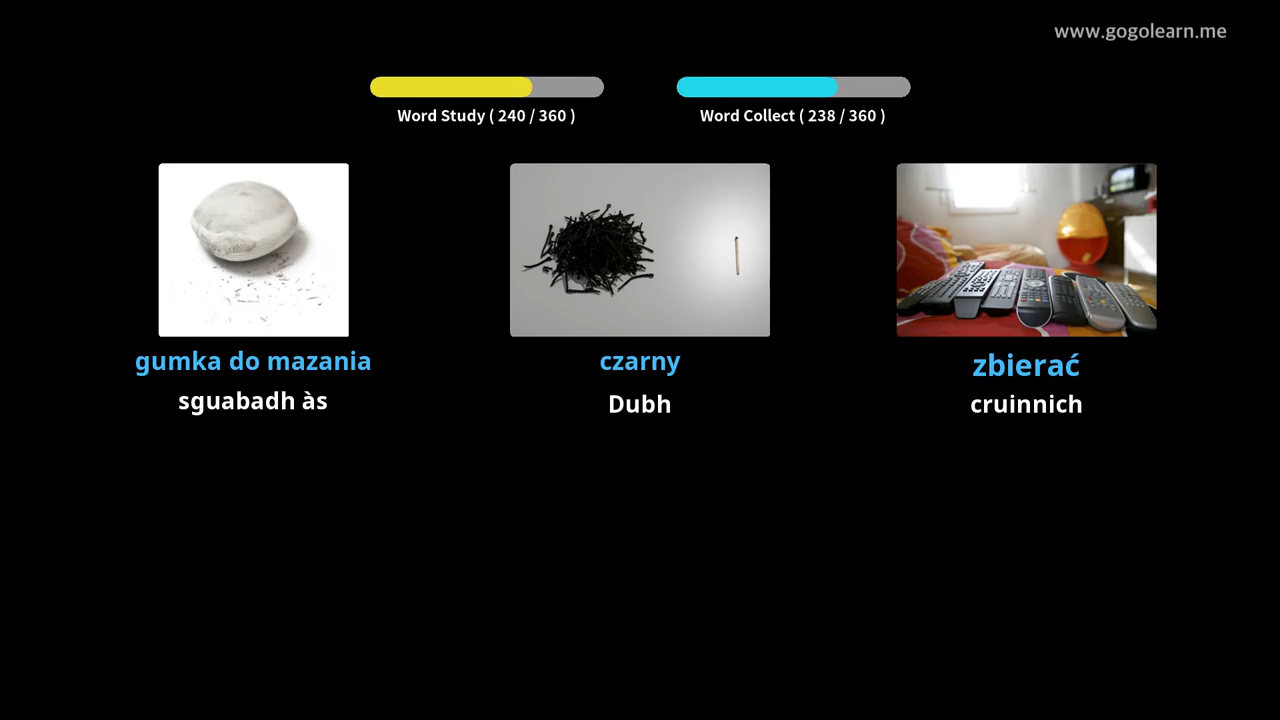 www.gogolearn.me
Word Study ( 240 / 360 )
Word Collect ( 238 / 360 )
gumka do mazania
czarny
zbierać
sguabadh às
Dubh
cruinnich